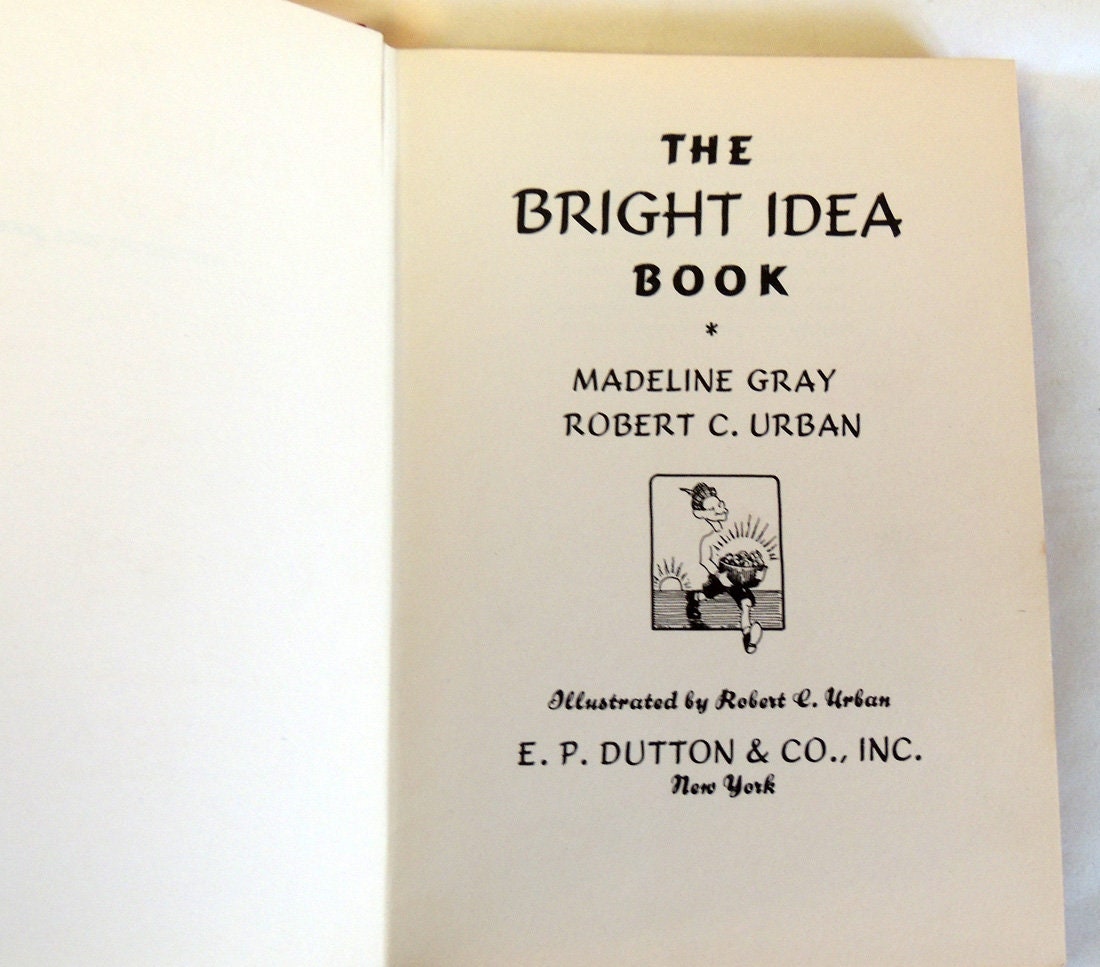 THE
BRIGHT IDEA
BOOK
*
MADELINE GRAY
ROBERT C. URBAN
Illustrated by Robert C. Urban
E. P. DUTTON & CO., INC.
New York